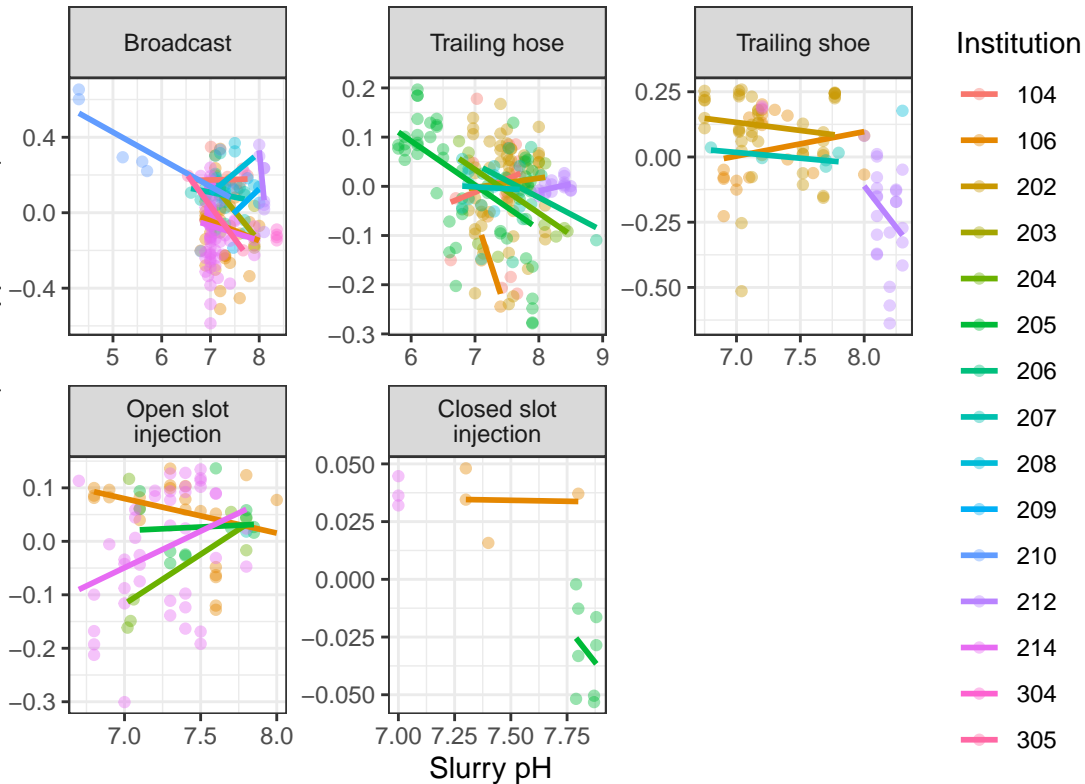 Broadcast
Trailing hose
Trailing shoe
Institution
0.4
0.0
−0.4
5 6 7 8
0.2
0.1
0.0
−0.1
−0.2
−0.3
6 7 8 9
0.25
0.00
−0.25
−0.50
7.0 7.5 8.0
Open slot
injection
0.1
0.0
−0.1
−0.2
−0.3
7.0 7.5 8.0
Closed slot
injection
0.050
0.025
0.000
−0.025
−0.050
7.00 7.25 7.50 7.75
Slurry pH
104
106
202
203
204
205
206
207
208
209
210
212
214
304
305